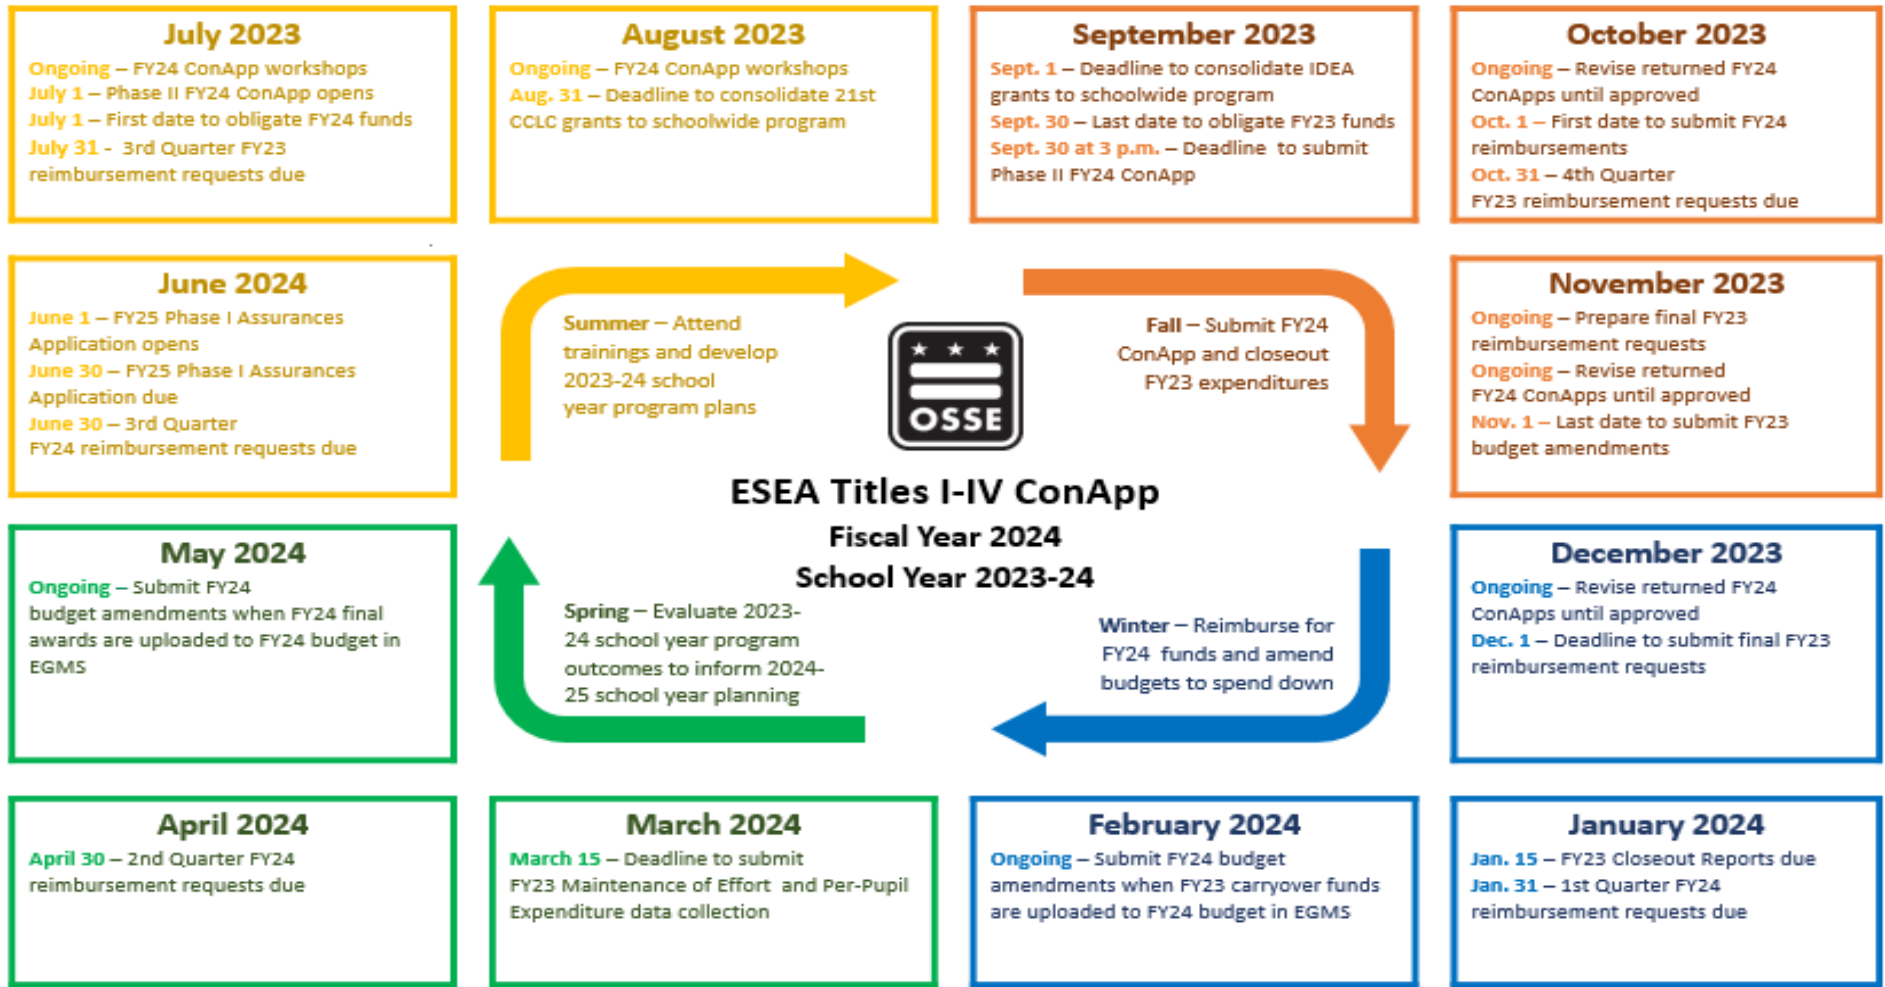 July 2023
Ongoing – FY24 ConApp workshops
July 1 – Phase II FY24 ConApp opens
July 1 – First date to obligate FY24 funds
July 31 - 3rd Quarter FY23
reimbursement requests due
August 2023
Ongoing – FY24 ConApp workshops
Aug. 31 – Deadline to consolidate 21st
CCLC grants to schoolwide program
September 2023
Sept. 1 – Deadline to consolidate IDEA
grants to schoolwide program
Sept. 30 – Last date to obligate FY23 funds
Sept. 30 at 3 p.m. – Deadline to submit
Phase II FY24 ConApp
October 2023
Ongoing – Revise returned FY24
ConApps until approved
Oct. 1 – First date to submit FY24
reimbursements
Oct. 31 – 4th Quarter
FY23 reimbursement requests due
June 2024
June 1 – FY25 Phase I Assurances
Application opens
June 30 – FY25 Phase I Assurances
Application due
June 30 – 3rd Quarter
FY24 reimbursement requests due
Summer – Attend
trainings and develop
2023-24 school
year program plans
OSSE
Fall – Submit FY24
ConApp and closeout
FY23 expenditures
November 2023
Ongoing – Prepare final FY23
reimbursement requests
Ongoing – Revise returned
FY24 ConApps until approved
Nov. 1 – Last date to submit FY23
budget amendments
ESEA Titles I-IV ConApp
Fiscal Year 2024
School Year 2023-24
May 2024
Ongoing – Submit FY24
budget amendments when FY24 final
awards are uploaded to FY24 budget in
EGMS
Spring – Evaluate 2023-
24 school year program
outcomes to inform 2024-
25 school year planning
Winter – Reimburse for
FY24 funds and amend
budgets to spend down
December 2023
Ongoing – Revise returned FY24
ConApps until approved
Dec. 1 – Deadline to submit final FY23
reimbursement requests
April 2024
April 30 – 2nd Quarter FY24
reimbursement requests due
March 2024
March 15 – Deadline to submit
FY23 Maintenance of Effort and Per-Pupil
Expenditure data collection
February 2024
Ongoing – Submit FY24 budget
amendments when FY23 carryover funds
are uploaded to FY24 budget in EGMS
January 2024
Jan. 15 – FY23 Closeout Reports due
Jan. 31 – 1st Quarter FY24
reimbursement requests due